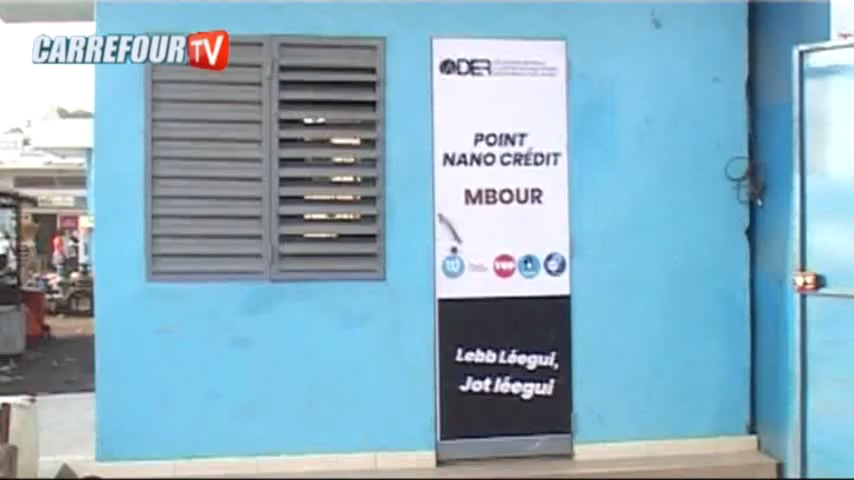 CARREFOUR TV
DER
POINT
NANO CRÉDIT
MBOUR
Lebb Léegui,
Jot léegui